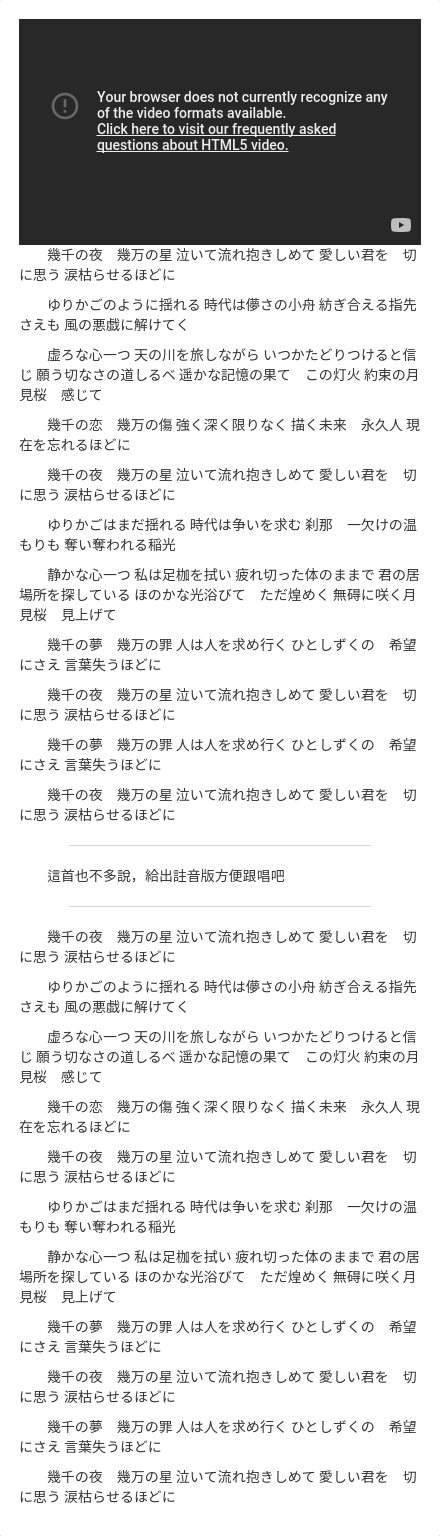 Your browser does not currently recognize any
of the video formats available.
Click here to visit our frequently asked
questions about HTML5 video.
幾千の夜　幾万の星 泣いて流れ抱きしめて 愛しい君を　切
に思う 涙枯らせるほどに
ゆりかごのように揺れる 時代は儚さの小舟 紡ぎ合える指先
さえも 風の悪戯に解けてく
虚ろな心一つ 天の川を旅しながら いつかたどりつけると信
じ 願う切なさの道しるべ 遥かな記憶の果て　この灯火 約束の月
見桜　感じて
幾千の恋　幾万の傷 強く深く限りなく 描く未来　永久人 現
在を忘れるほどに
幾千の夜　幾万の星 泣いて流れ抱きしめて 愛しい君を　切
に思う 涙枯らせるほどに
ゆりかごはまだ揺れる 時代は争いを求む 刹那　一欠けの温
もりも 奪い奪われる稲光
静かな心一つ 私は足枷を拭い 疲れ切った体のままで 君の居
場所を探している ほのかな光浴びて　ただ煌めく 無碍に咲く月
見桜　見上げて
幾千の夢　幾万の罪 人は人を求め行く ひとしずくの　希望
にさえ 言葉失うほどに
幾千の夜　幾万の星 泣いて流れ抱きしめて 愛しい君を　切
に思う 涙枯らせるほどに
幾千の夢　幾万の罪 人は人を求め行く ひとしずくの　希望
にさえ 言葉失うほどに
幾千の夜　幾万の星 泣いて流れ抱きしめて 愛しい君を　切
に思う 涙枯らせるほどに
這首也不多說，給出註音版方便跟唱吧
幾千の夜　幾万の星 泣いて流れ抱きしめて 愛しい君を　切
に思う 涙枯らせるほどに
ゆりかごのように揺れる 時代は儚さの小舟 紡ぎ合える指先
さえも 風の悪戯に解けてく
虚ろな心一つ 天の川を旅しながら いつかたどりつけると信
じ 願う切なさの道しるべ 遥かな記憶の果て　この灯火 約束の月
見桜　感じて
幾千の恋　幾万の傷 強く深く限りなく 描く未来　永久人 現
在を忘れるほどに
幾千の夜　幾万の星 泣いて流れ抱きしめて 愛しい君を　切
に思う 涙枯らせるほどに
ゆりかごはまだ揺れる 時代は争いを求む 刹那　一欠けの温
もりも 奪い奪われる稲光
静かな心一つ 私は足枷を拭い 疲れ切った体のままで 君の居
場所を探している ほのかな光浴びて　ただ煌めく 無碍に咲く月
見桜　見上げて
幾千の夢　幾万の罪 人は人を求め行く ひとしずくの　希望
にさえ 言葉失うほどに
幾千の夜　幾万の星 泣いて流れ抱きしめて 愛しい君を　切
に思う 涙枯らせるほどに
幾千の夢　幾万の罪 人は人を求め行く ひとしずくの　希望
にさえ 言葉失うほどに
幾千の夜　幾万の星 泣いて流れ抱きしめて 愛しい君を　切
に思う 涙枯らせるほどに